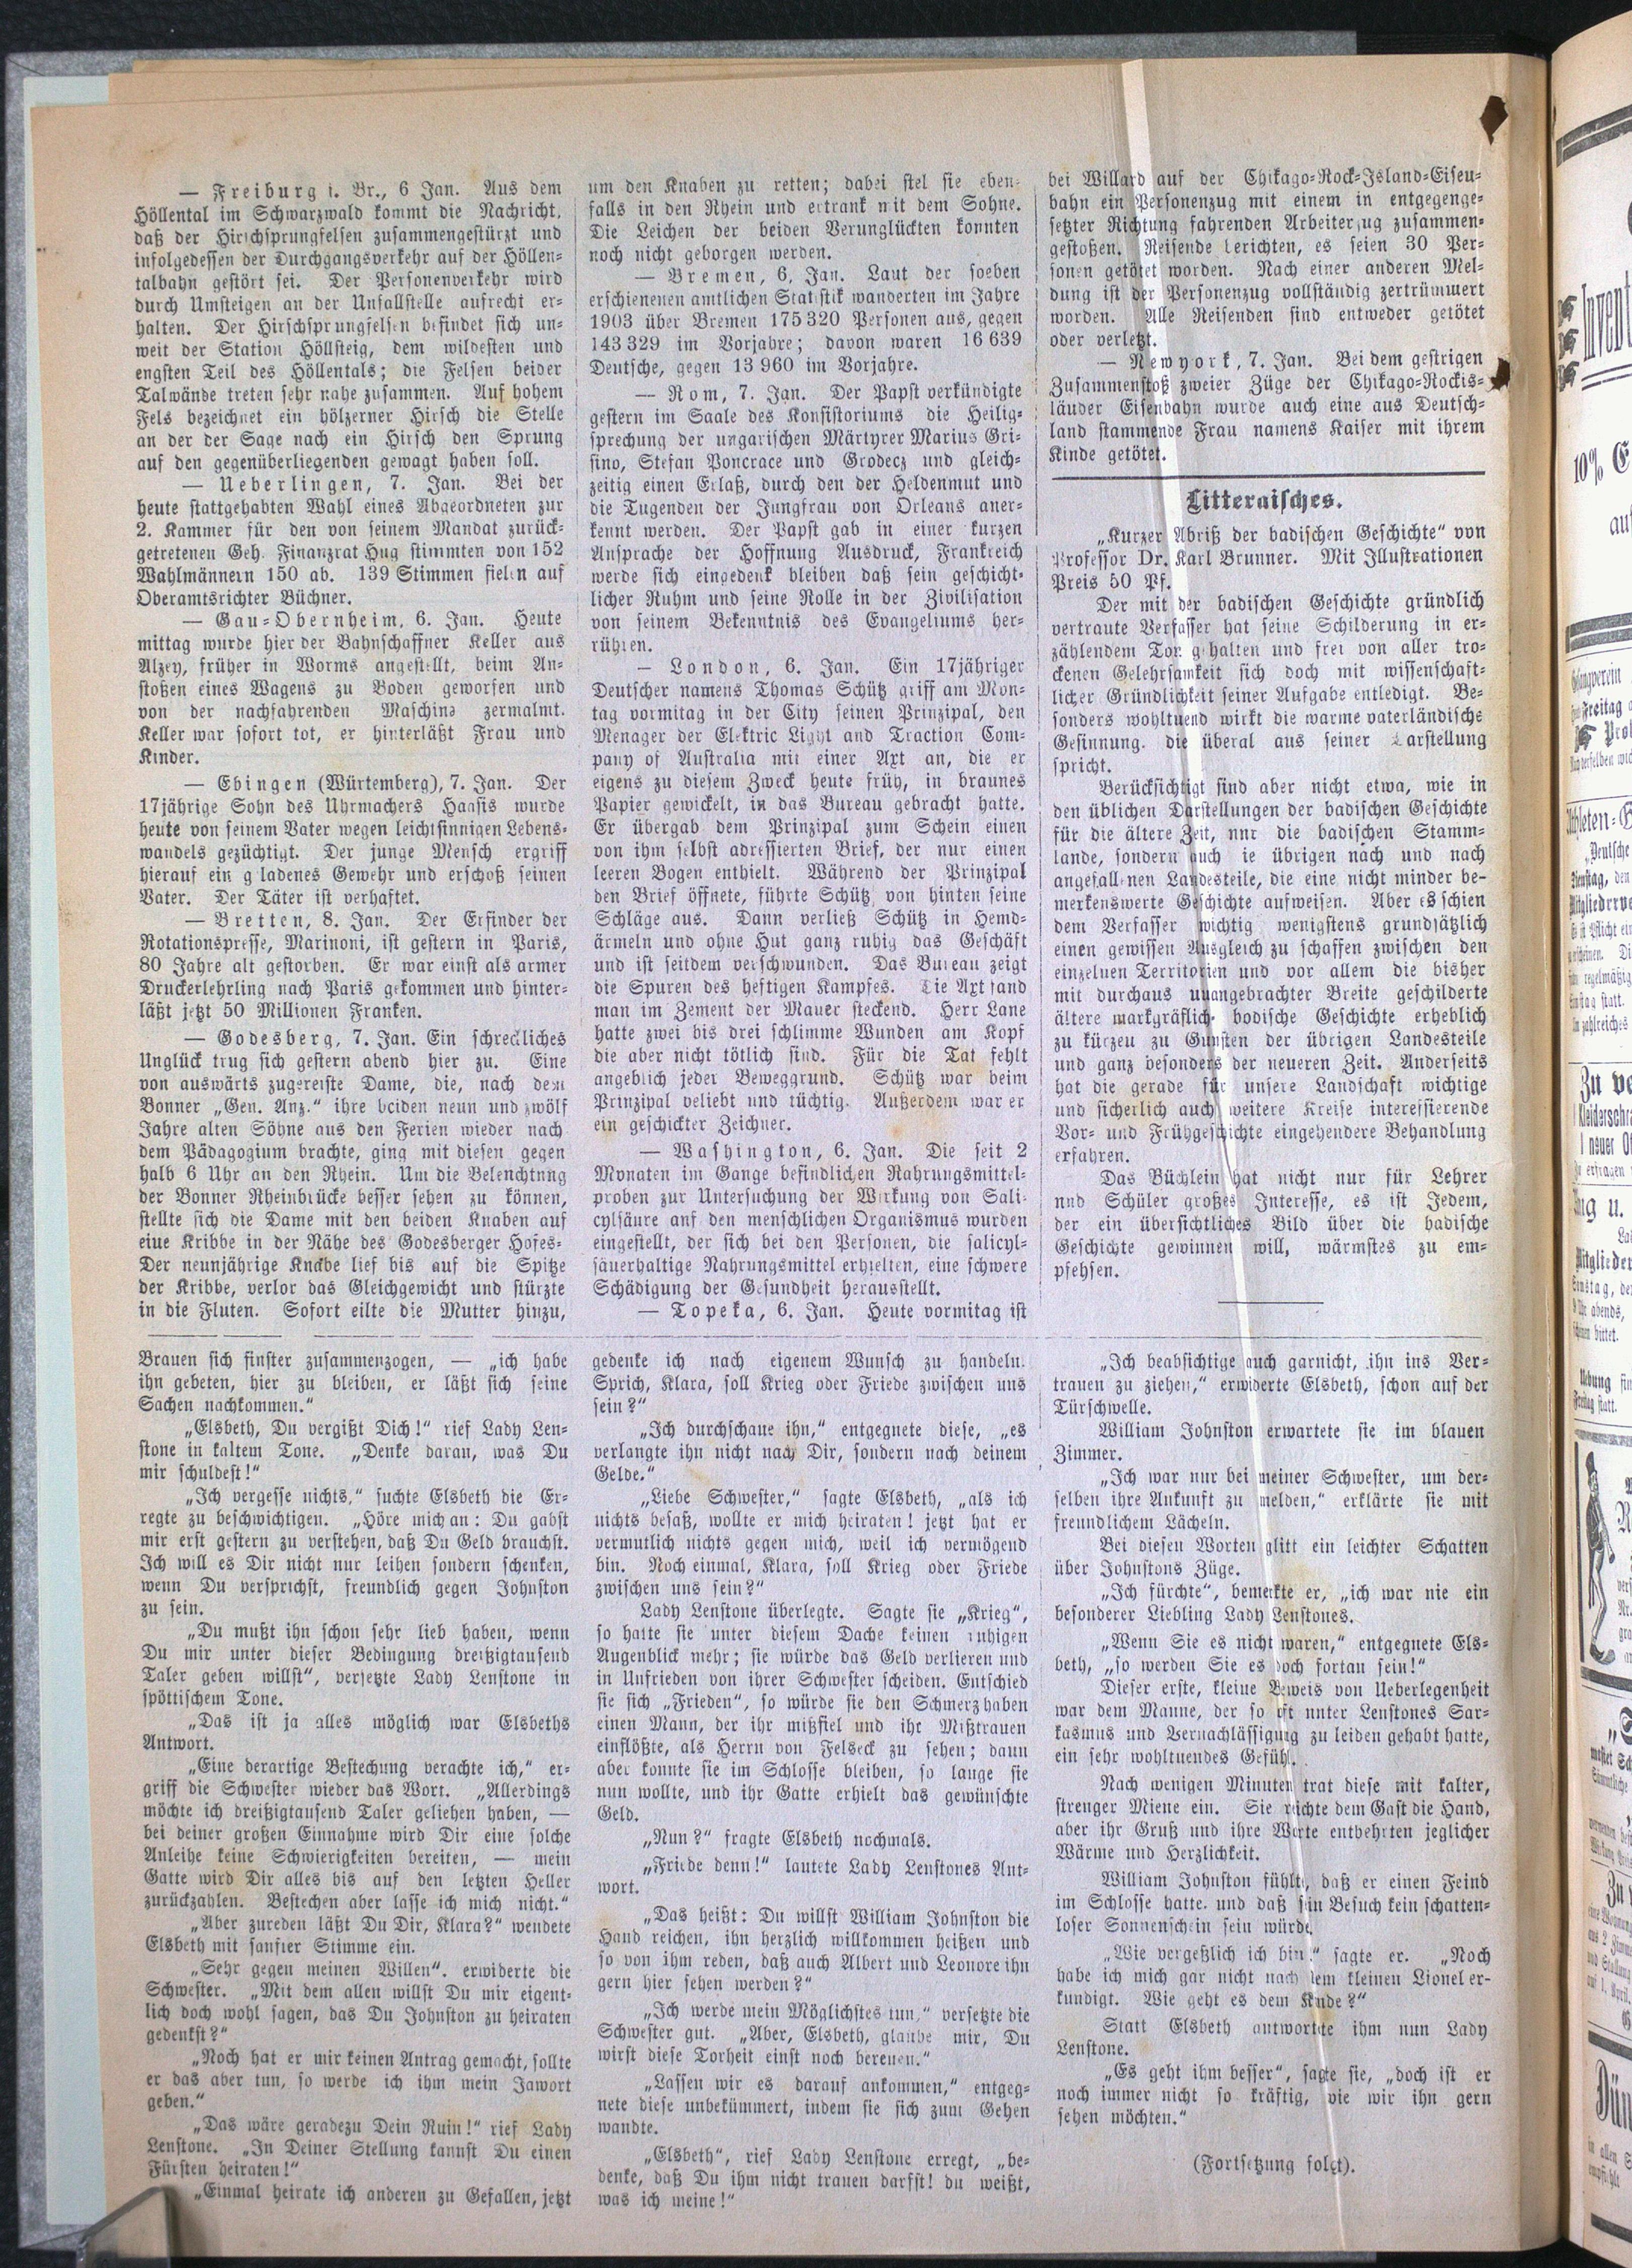 — Freiburg i. Br., 6 Jan. Aus dem
Höllental im Schwarzwald kommt die Nachricht,
daß der Hirschsprungfelsen zusammengestürzt und
infolgedessen der Durchgangsverkehr auf der Höllen-
talbahn gestört sei. Der Personenverkehr wird
durch Umsteigen an der Unfallstelle aufrecht er-
halten. Der Hirschsprungfelsen befindet sich un-
weit der Station Höllsteig, dem wildesten und
engsten Teil des Höllentals; die Felsen beider
Talwände treten sehr nahe zusammen. Auf hohem
Fels bezeichnet ein hölzerner Hirsch die Stelle
an der der Sage nach ein Hirsch den Sprung
auf den gegenüberliegenden gewagt haben soll.
— Ueberlingen, 7. Jan. Bei der
heute stattgehabten Wahl eines Abgeordneten zur
2. Kammer für den von seinem Mandat zurück-
getretenen Geh. Finanzrat Hug stimmten von 152
Wahlmännern 150 ab. 139 Stimmen fielen auf
Oberamtsrichter Büchner.
— Gau-Obernheim, 6. Jan. Heute
mittag wurde hier der Bahnschaffner Keller aus
Alzey, früher in Worms angestellt, beim An-
stoßen eines Wagens zu Boden geworfen und
von der nachfahrenden Maschine zermalmt.
Keller war sofort tot, er hinterläßt Frau und
Kinder.
— Ebingen (Würtemberg), 7. Jan. Der
17jährige Sohn des Uhrmachers Haasis wurde
heute von seinem Vater wegen leichtsinnigen Lebens-
wandels gezüchtigt. Der junge Mensch ergriff
hierauf ein g ladenes Gewehr und erschoß seinen
Vater. Der Täter ist verhaftet.
— Bretten, 8. Jan. Der Erfinder der
Rotationspresse, Marinoni, ist gestern in Paris,
80 Jahre alt gestorben. Er war einst als armer
Druckerlehrling nach Paris gekommen und hinter-
läßt jetzt 50 Millionen Franken.
— Godesberg, 7. Jan. Ein schreckliches
Unglück trug sich gestern abend hier zu. Eine
von auswärts zugereiste Dame, die, nach dem
Bonner „Gen. Anz.“ ihre beiden neun und zwölf
Jahre alten Söhne aus den Ferien wieder nach
dem Pädagogium brachte, ging mit diesen gegen
halb 6 Uhr an den Rhein. Um die Beleuchtung
der Bonner Rheinbrücke besser sehen zu können,
stellte sich die Dame mit den beiden Knaben auf
eine Kribbe in der Nähe des Godesberger Hofes-
Der neunjährige Knabe lief bis auf die Spitze
der Kribbe, verlor das Gleichgewicht und stürzte
in die Fluten. Sofort eilte die Mutter hinzu,
um den Knaben zu retten; dabei fiel sie eben-
falls in den Rhein und ertrank mit dem Sohne.
Die Leichen der beiden Verunglückten konnten
noch nicht geborgen werden.
— Bremen, 6. Jan. Laut der soeben
erschienenen amtlichen Statistik wanderten im Jahre
1903 über Bremen 175 320 Personen aus, gegen
143 329 im Vorjahre; davon waren 16 639
Deutsche, gegen 13 960 im Vorjahre.
— Rom, 7. Jan. Der Papst verkündigte
gestern im Saale des Konsistoriums die Heilig-
sprechung der ungarischen Märtyrer Marius Gri-
sino, Stefan Poncrace und Grodecz und gleich-
zeitig einen Erlaß, durch den der Heldenmut und
die Tugenden der Jungfrau von Orleans aner-
kennt werden. Der Papst gab in einer kurzen
Ansprache der Hoffnung Ausdruck, Frankreich
werde sich eingedenk bleiben daß sein geschicht-
licher Ruhm und seine Rolle in der Zivilisation
von seinem Bekenntnis des Evangeliums her-
rühren.
— London, 6. Jan. Ein 17jähriger
Deutscher namens Thomas Schütz griff am Mon-
tag vormitag in der City seinen Prinzipal, den
Menager der Elektric Light and Traction Com-
pany of Australia mit einer Axt an, die er
eigens zu diesem Zweck heute früh, in braunes
Papier gewickelt, in das Bureau gebracht hatte.
Er übergab dem Prinzipal zum Schein einen
von ihm selbst adressierten Brief, der nur einen
leeren Bogen enthielt. Während der Prinzipal
den Brief öffnete, führte Schütz von hinten seine
Schläge aus. Dann verließ Schütz in Hemd-
ärmeln und ohne Hut ganz ruhig das Geschäft
und ist seitdem verschwunden. Das Bureau zeigt
die Spuren des heftigen Kampfes. Die Axt fand
man im Zement der Mauer steckend. Herr Lane
hatte zwei bis drei schlimme Wunden am Kopf
die aber nicht tötlich sind. Für die Tat fehlt
angeblich jeder Beweggrund. Schütz war beim
Prinzipal beliebt und tüchtig. Außerdem war er
ein geschickter Zeichner.
— Washington, 6. Jan. Die seit 2
Monaten im Gange befindlichen Nahrungsmittel-
proben zur Untersuchung der Wirkung von Sali-
cylsäure auf den menschlichen Organismus wurden
eingestellt, der sich bei den Personen, die salicyl-
säuerhaltige Nahrungsmittel erhielten, eine schwere
Schädigung der Gesundheit herausstellt.
— Topeka, 6. Jan. Heute vormitag ist
bei Willard auf der Chikago-Rock-Island-Eisen-
bahn ein Personenzug mit einem in entgegenge-
setzter Richtung fahrenden Arbeiterzug zusammen-
gestoßen. Reisende berichten, es seien 30 Per-
sonen getötet worden. Nach einer anderen Mel-
dung ist der Personenzug vollständig zertrümmert
worden. Alle Reisenden sind entweder getötet
oder verletzt.
— Newyork, 7. Jan. Bei dem gestrigen
Zusammenstoß zweier Züge der Chikago-Rockis-
länder Eisenbahn wurde auch eine aus Deutsch-
land stammende Frau namens Kaiser mit ihrem
Kinde getötet.
Litteraisches.
„Kurzer Abriß der badischen Geschichte“ von
Professor Dr. Karl Brunner. Mit Illustrationen
Preis 50 Pf.
Der mit der badischen Geschichte gründlich
vertraute Verfasser hat seine Schilderung in er-
zählendem Ton gehalten und frei von aller tro-
ckenen Gelehrsamkeit sich doch mit wissenschaft-
licher Gründlichkeit seiner Aufgabe entledigt. Be-
sonders wohltuend wirkt die warme vaterländische
Gesinnung. die überal aus seiner Darstellung
spricht.
Berücksichtigt sind aber nicht etwa, wie in
den üblichen Darstellungen der badischen Geschichte
für die ältere Zeit, nur die badischen Stamm-
lande, sondern auch ie übrigen nach und nach
angefallenen Landesteile, die eine nicht minder be-
merkenswerte Geschichte aufweisen. Aber es schien
dem Verfasser wichtig wenigstens grundsätzlich
einen gewissen Ausgleich zu schaffen zwischen den
einzelnen Territorien und vor allem die bisher
mit durchaus unangebrachter Breite geschilderte
ältere markgräflich bodische Geschichte erheblich
zu kürzen zu Gunsten der übrigen Landesteile
und ganz besonders der neueren Zeit. Anderseits
hat die gerade für unsere Landschaft wichtige
und sicherlich auch weitere Kreise interessierende
Vor- und Frühgeschichte eingehendere Behandlung
erfahren.
Das Büchlein hat nicht nur für Lehrer
und Schüler großes Interesse, es ist Jedem,
der ein übersichtliches Bild über die badische
Geschichte gewinnen will, wärmstes zu em-
pfehsen.
Brauen sich finster zusammenzogen, — „ich habe
ihn gebeten, hier zu bleiben, er läßt sich seine
Sachen nachkommen.“
„Elsbeth, Du vergißt Dich!“ rief Lady Len-
stone in kaltem Tone. „Denke daran, was Du
mir schuldest!“
„Ich vergesse nichts,“ suchte Elsbeth die Er-
regte zu beschwichtigen. „Höre mich an: Du gabst
mir erst gestern zu verstehen, daß Du Geld brauchst.
Ich will es Dir nicht nur leihen sondern schenken,
wenn Du versprichst, freundlich gegen Johnston
zu sein.
„Du mußt ihn schon sehr lieb haben, wenn
Du mir unter dieser Bedingung dreißigtausend
Taler geben willst“, versetzte Lady Lenstone in
spöttischem Tone.
„Das ist ja alles möglich war Elsbeths
Antwort.
„Eine derartige Bestechung verachte ich,“ er-
griff die Schwester wieder das Wort. „Allerdings
möchte ich dreißigtausend Taler geliehen haben, —
bei deiner großen Einnahme wird Dir eine solche
Anleihe keine Schwierigkeiten bereiten, — mein
Gatte wird Dir alles bis auf den letzten Heller
zurückzahlen. Bestechen aber lasse ich mich nicht.“
„Aber zureden läßt Du Dir, Klara?“ wendete
Elsbeth mit sanfter Stimme ein.
„Sehr gegen meinen Willen“. erwiderte die
Schwester. „Mit dem allen willst Du mir eigent-
lich doch wohl sagen, das Du Johnston zu heiraten
gedenkst?“
„Noch hat er mir keinen Antrag gemacht, sollte
er das aber tun, so werde ich ihm mein Jawort
geben.“
„Das wäre geradezu Dein Ruin!“ rief Lady
Lenstone. „In Deiner Stellung kannst Du einen
Fürsten heiraten!“
„Einmal heirate ich anderen zu Gefallen, jetzt
gedenke ich nach eigenem Wunsch zu handeln.
Sprich, Klara, soll Krieg oder Friede zwischen uns
sein?“
„Ich durchschaue ihn,“ entgegnete diese, „es
verlangte ihn nicht nach Dir, sondern nach deinem
Gelde.“
„Liebe Schwester,“ sagte Elsbeth, „als ich
nichts besaß, wollte er mich heiraten! jetzt hat er
vermutlich nichts gegen mich, weil ich vermögend
bin. Noch einmal, Klara, soll Krieg oder Friede
zwischen uns sein?“
Lady Lenstone überlegte. Sagte sie „Krieg“,
so hatte sie unter diesem Dache keinen ruhigen
Augenblick mehr; sie würde das Geld verlieren und
in Unfrieden von ihrer Schwester scheiden. Entschied
sie sich „Frieden“, so würde sie den Schmerz haben
einen Mann, der ihr mißfiel und ihr Mißtrauen
einflößte, als Herrn von Felseck zu sehen; dann
aber konnte sie im Schlosse bleiben, so lange sie
nun wollte, und ihr Gatte erhielt das gewünschte
Geld.
„Nun?“ fragte Elsbeth nochmals.
„Friede denn!“ lautete Lady Lenstones Ant-
wort.
„Das heißt: Du willst William Johnston die
Hand reichen, ihn herzlich willkommen heißen und
so von ihm reden, daß auch Albert und Leonore ihn
gern hier sehen werden?“
„Ich werde mein Möglichstes tun,“ versetzte die
Schwester gut. „Aber, Elsbeth, glaube mir, Du
wirst diese Torheit einst noch bereuen.“
„Lassen wir es darauf ankommen,“ entgeg-
nete diese unbekümmert, indem sie sich zum Gehen
wandte.
„Elsbeth“, rief Lady Lenstone erregt, „be-
denke, daß Du ihm nicht trauen darfst! du weißt,
was ich meine!“
„Ich beabsichtige auch garnicht, ihn ins Ver-
trauen zu ziehen,“ erwiderte Elsbeth, schon auf der
Türschwelle.
William Johnston erwartete sie im blauen
Zimmer.
„Ich war nur bei meiner Schwester, um der-
selben ihre Ankunft zu melden,“ erklärte sie mit
freundlichem Lächeln.
Bei diesen Worten glitt ein leichter Schatten
über Johnstons Züge.
„Ich fürchte“, bemerkte er, „ich war nie ein
besonderer Liebling Lady Lenstones.
„Wenn Sie es nicht waren,“ entgegnete Els-
beth, „so werden Sie es doch fortan sein!“
Dieser erste, kleine Beweis von Ueberlegenheit
war dem Manne, der so oft unter Lenstones Sar-
kasmus und Vernachlässigung zu leiden gehabt hatte,
ein sehr wohltuendes Gefühl.
Nach wenigen Minuten trat diese mit kalter,
strenger Miene ein. Sie reichte dem Gast die Hand,
aber ihr Gruß und ihre Worte entbehrten jeglicher
Wärme und Herzlichkeit.
William Johnston fühlte, daß er einen Feind
im Schlosse hatte. und daß sein Besuch kein schatten-
loser Sonnenschein sein würde.
„Wie vergeßlich ich bin!“ sagte er. „Noch
habe ich mich gar nicht nach dem kleinen Lionel er-
kundigt. Wie geht es dem Kinde?“
Statt Elsbeth antwortete ihm nun Lady
Lenstone.
„Es geht ihm besser“, sagte sie, „doch ist er
noch immer nicht so kräftig, wie wir ihn gern
sehen möchten.“
(Fortsetzung folgt).
10%
Freitag
Zu